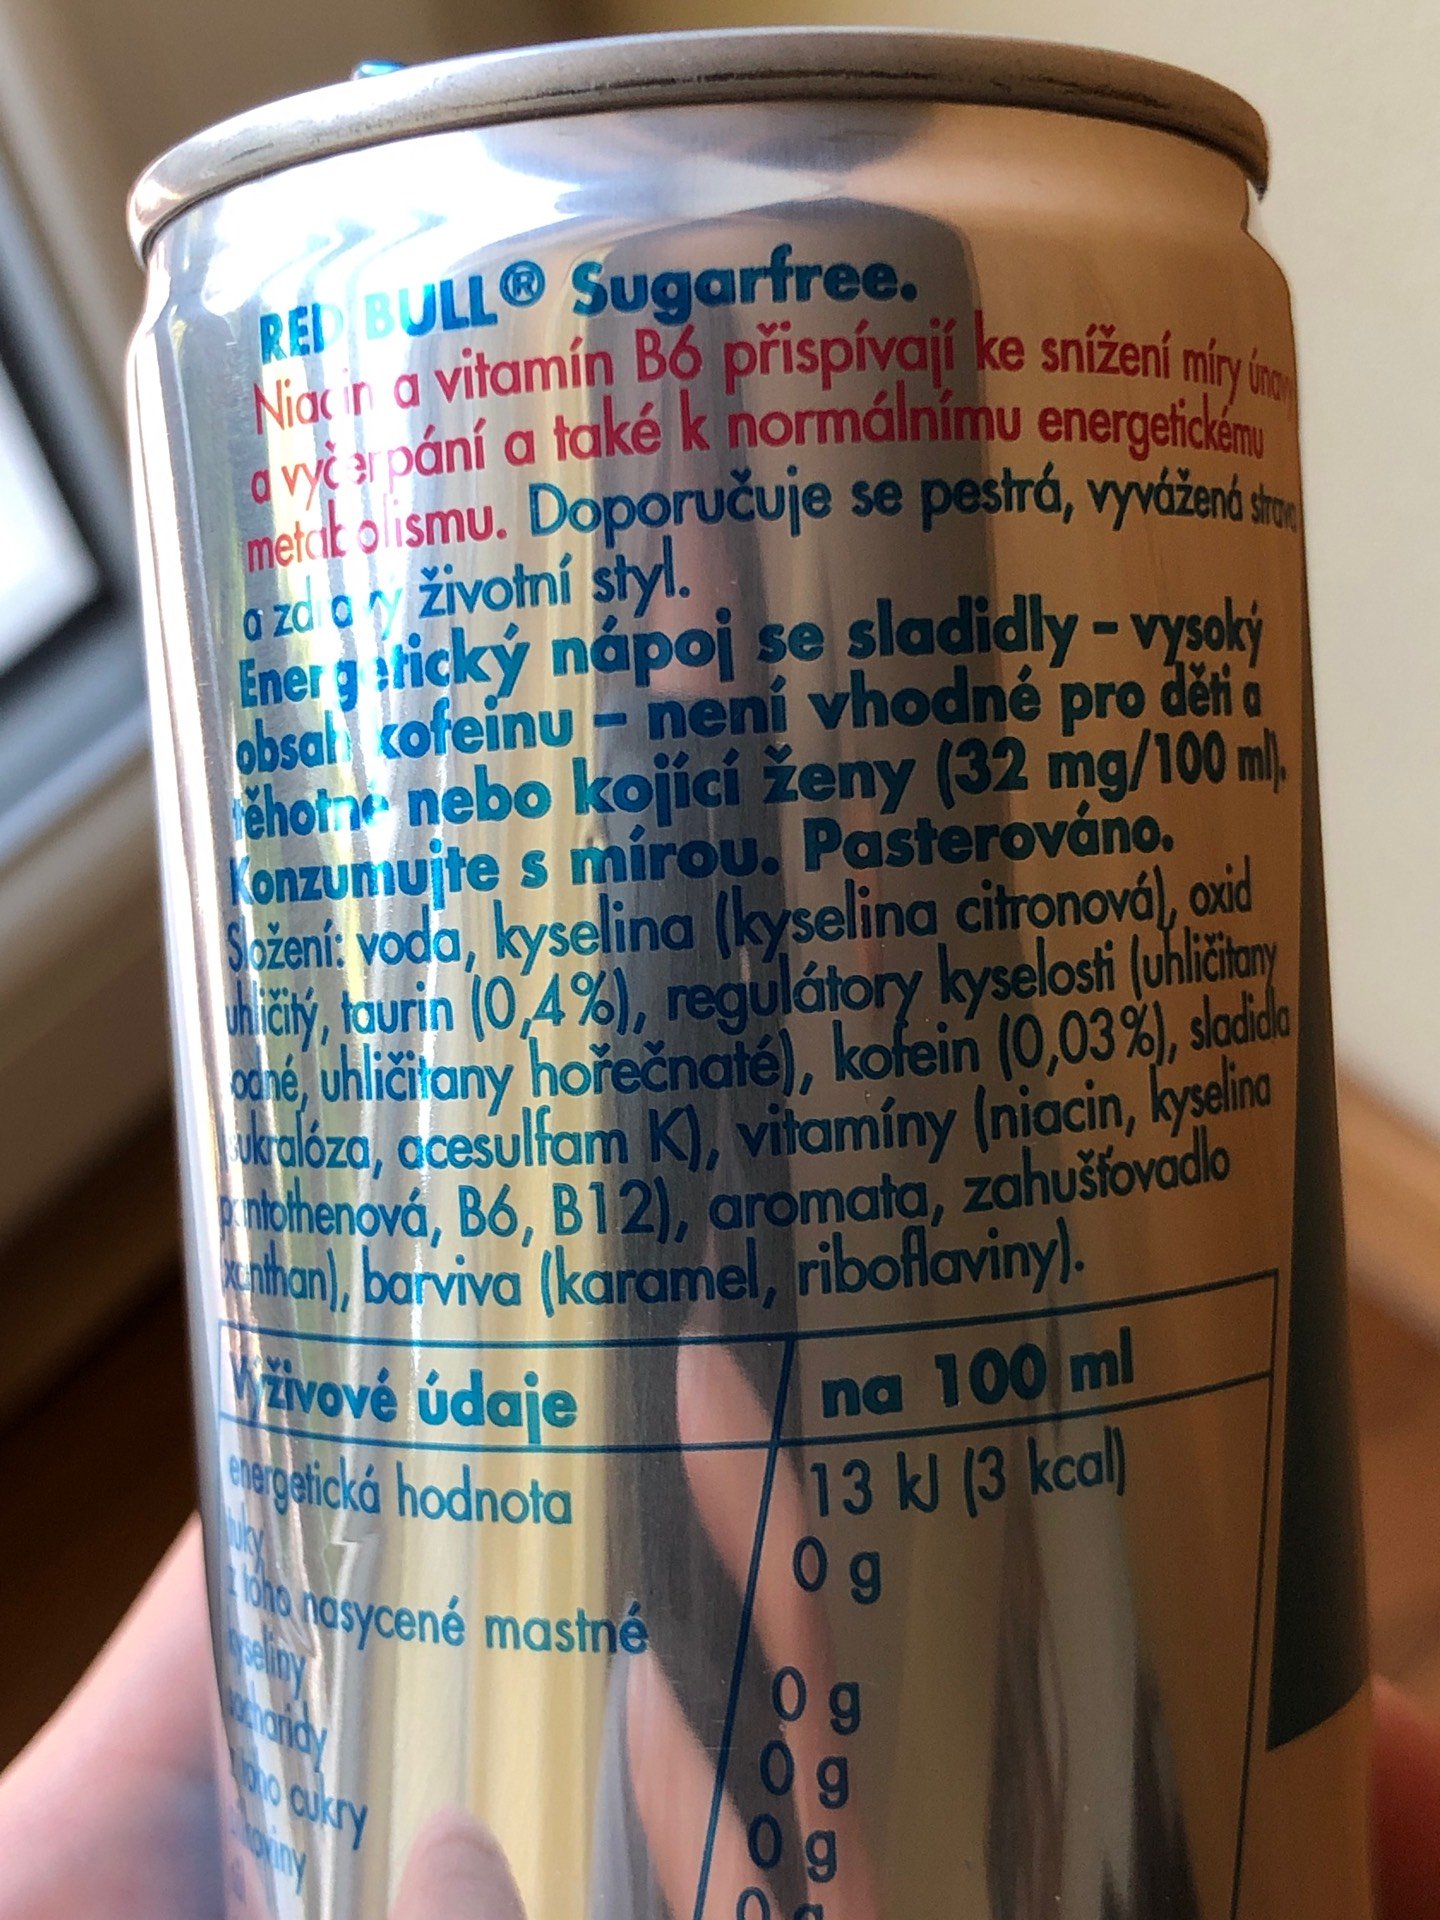 RED BULL® Sugarfree.
Niacin a vitamín B6 přispívají ke snížení míry únavy
a vyčerpání a také k normálnímu energetickému
metabolismu. Doporučuje se pestrá, vyvážená strava
a zdravý životní styl.
Energetický nápoj se sladidly – vysoký
obsah kofeinu – není vhodné pro děti a
těhotné nebo kojící ženy (32 mg/100 ml).
Konzumujte s mírou. Pasterováno.
Složení: voda, kyselina (kyselina citronová), oxid
uhličitý, taurin (0,4%), regulátory kyselosti (uhličitany
sodné, uhličitany hořečnaté), kofein (0,03%), sladidla
(sukralóza, acesulfam K), vitamíny (niacin, kyselina
pantothenová, B6, B12), aromata, zahušťovadlo
(xanthan), barviva (karamel, riboflaviny).
Výživové údaje na 100 ml
energetická hodnota 13 kJ (3 kcal)
tuky, 0 g
z toho nasycené mastné
kyseliny 0 g
sacharidy 0 g
z toho cukry 0 g
bílkoviny 0 g